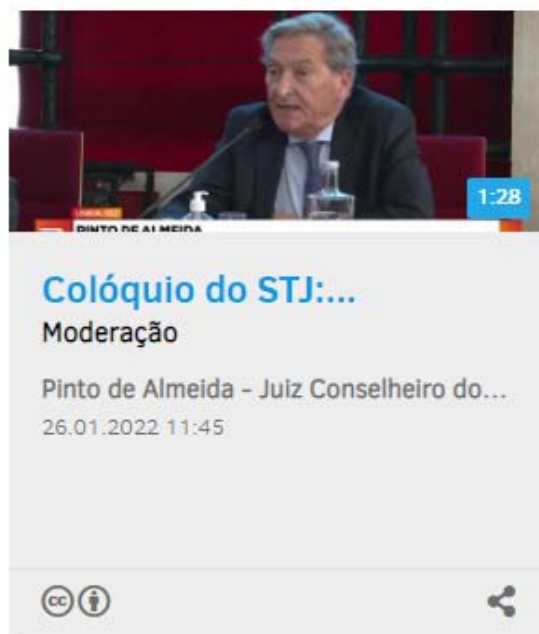 1:28
PINTO DE ALMEIDA
Colóquio do STJ:...
Moderação
Pinto de Almeida - Juiz Conselheiro do...
26.01.2022 11:45
cc